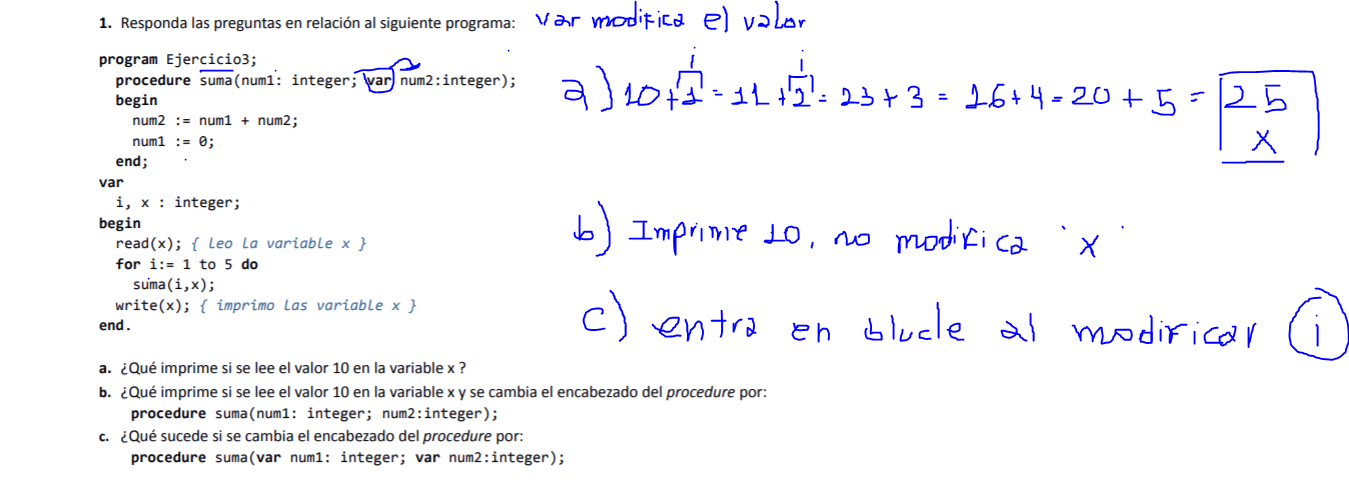 1. Responda las preguntas en relación al siguiente programa: var modifica el valor
program Ejercicio3;
procedure suma(num1: integer; var num2:integer);
begin
num2 := num1 + num2;
num1 := 0;
end;
var
i, x : integer;
begin
read(x); { leo la variable x }
for i:= 1 to 5 do
suma(i,x);
write(x); { imprimo las variable x }
end.
i i
a) 10+1 = 11+2 = 23+3 = 16+4=20+5 = 25
x
b) Imprime 10, no modifica 'x'
c) entra en blucle al modificar i
a. ¿Qué imprime si se lee el valor 10 en la variable x ?
b. ¿Qué imprime si se lee el valor 10 en la variable x y se cambia el encabezado del procedure por:
procedure suma(num1: integer; num2:integer);
c. ¿Qué sucede si se cambia el encabezado del procedure por:
procedure suma(var num1: integer; var num2:integer);